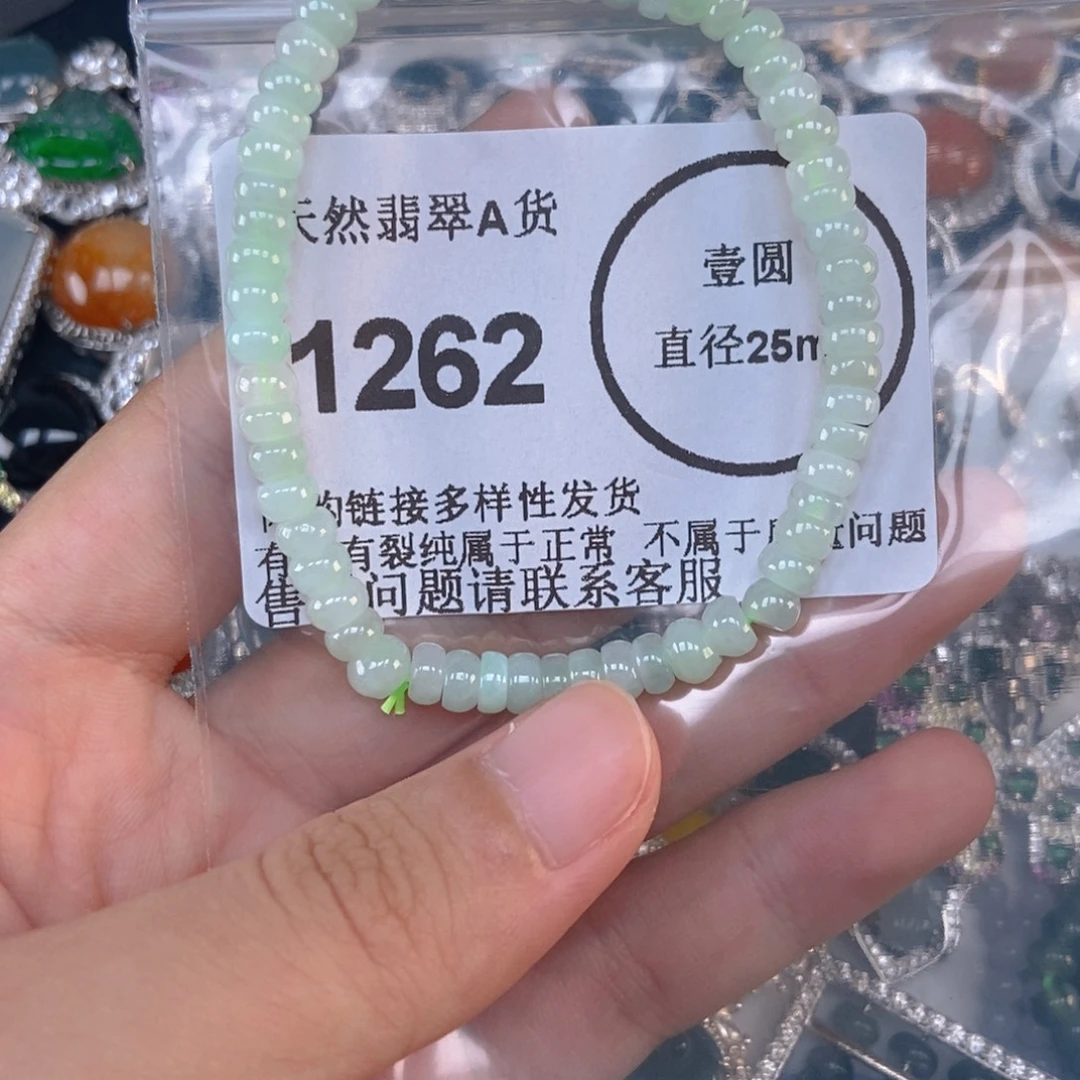 然翡翠A货
壹圆
直径25m
1262
链接多样性发货
有裂纯属于正常 不属于 问题
售 问题请联系客服